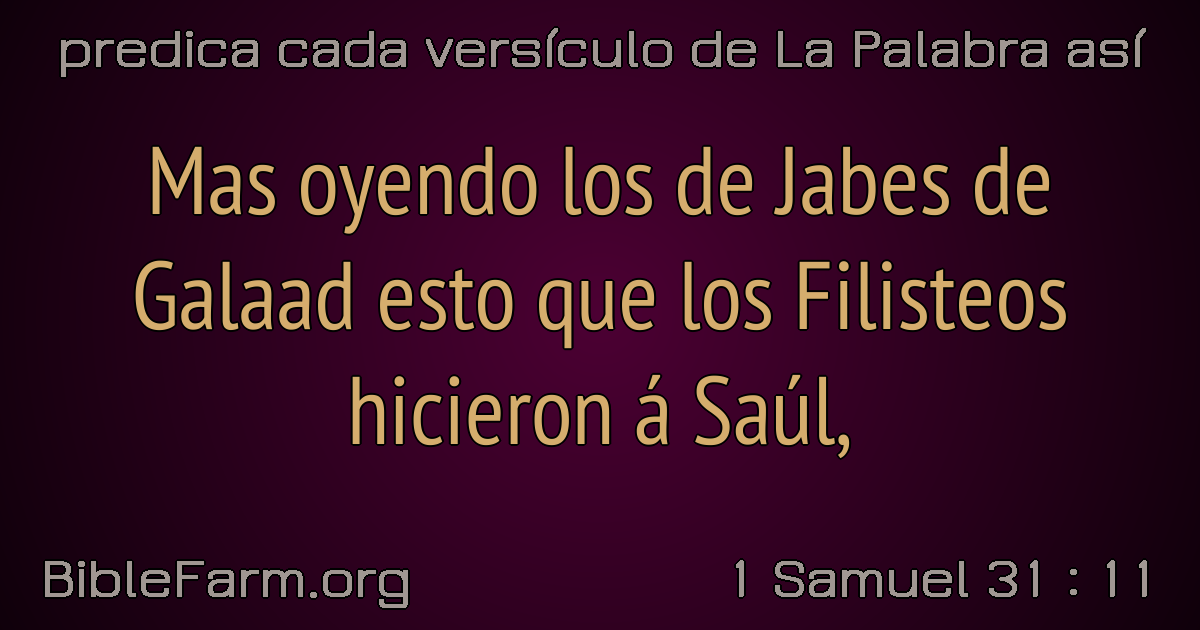 predica cada versículo de La Palabra así
Mas oyendo los de Jabes de
Galaad esto que los Filisteos
hicieron á Saúl,
BibleFarm.org
1 Samuel 31 : 11